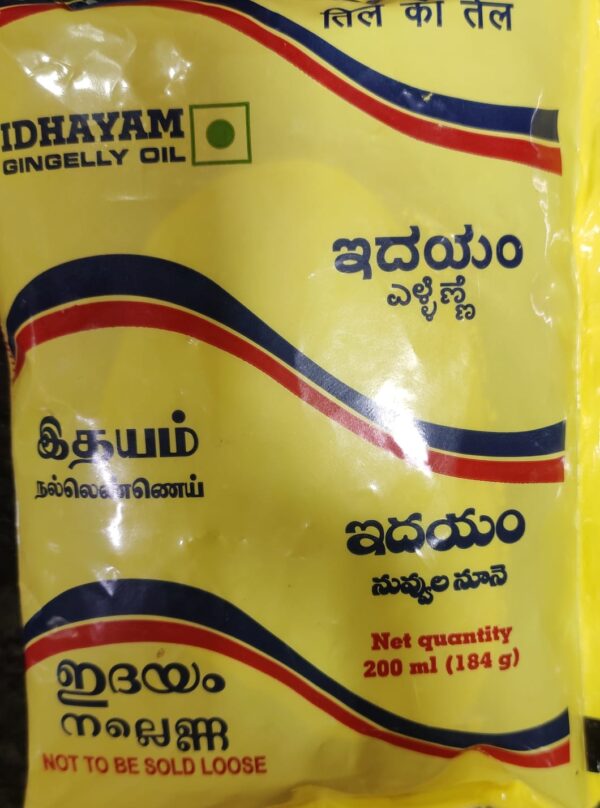 तिल का तेल
IDHAYAM
GINGELLY OIL
ಇದಯಂ
ಎಳ್ಳೆಣ್ಣೆ
இதயம்
நல்லெண்ணெய்
ఇదయం
నువ్వుల నూనె
Net quantity
200 ml (184 g)
ഇദയം
നല്ലെണ്ണ
NOT TO BE SOLD LOOSE